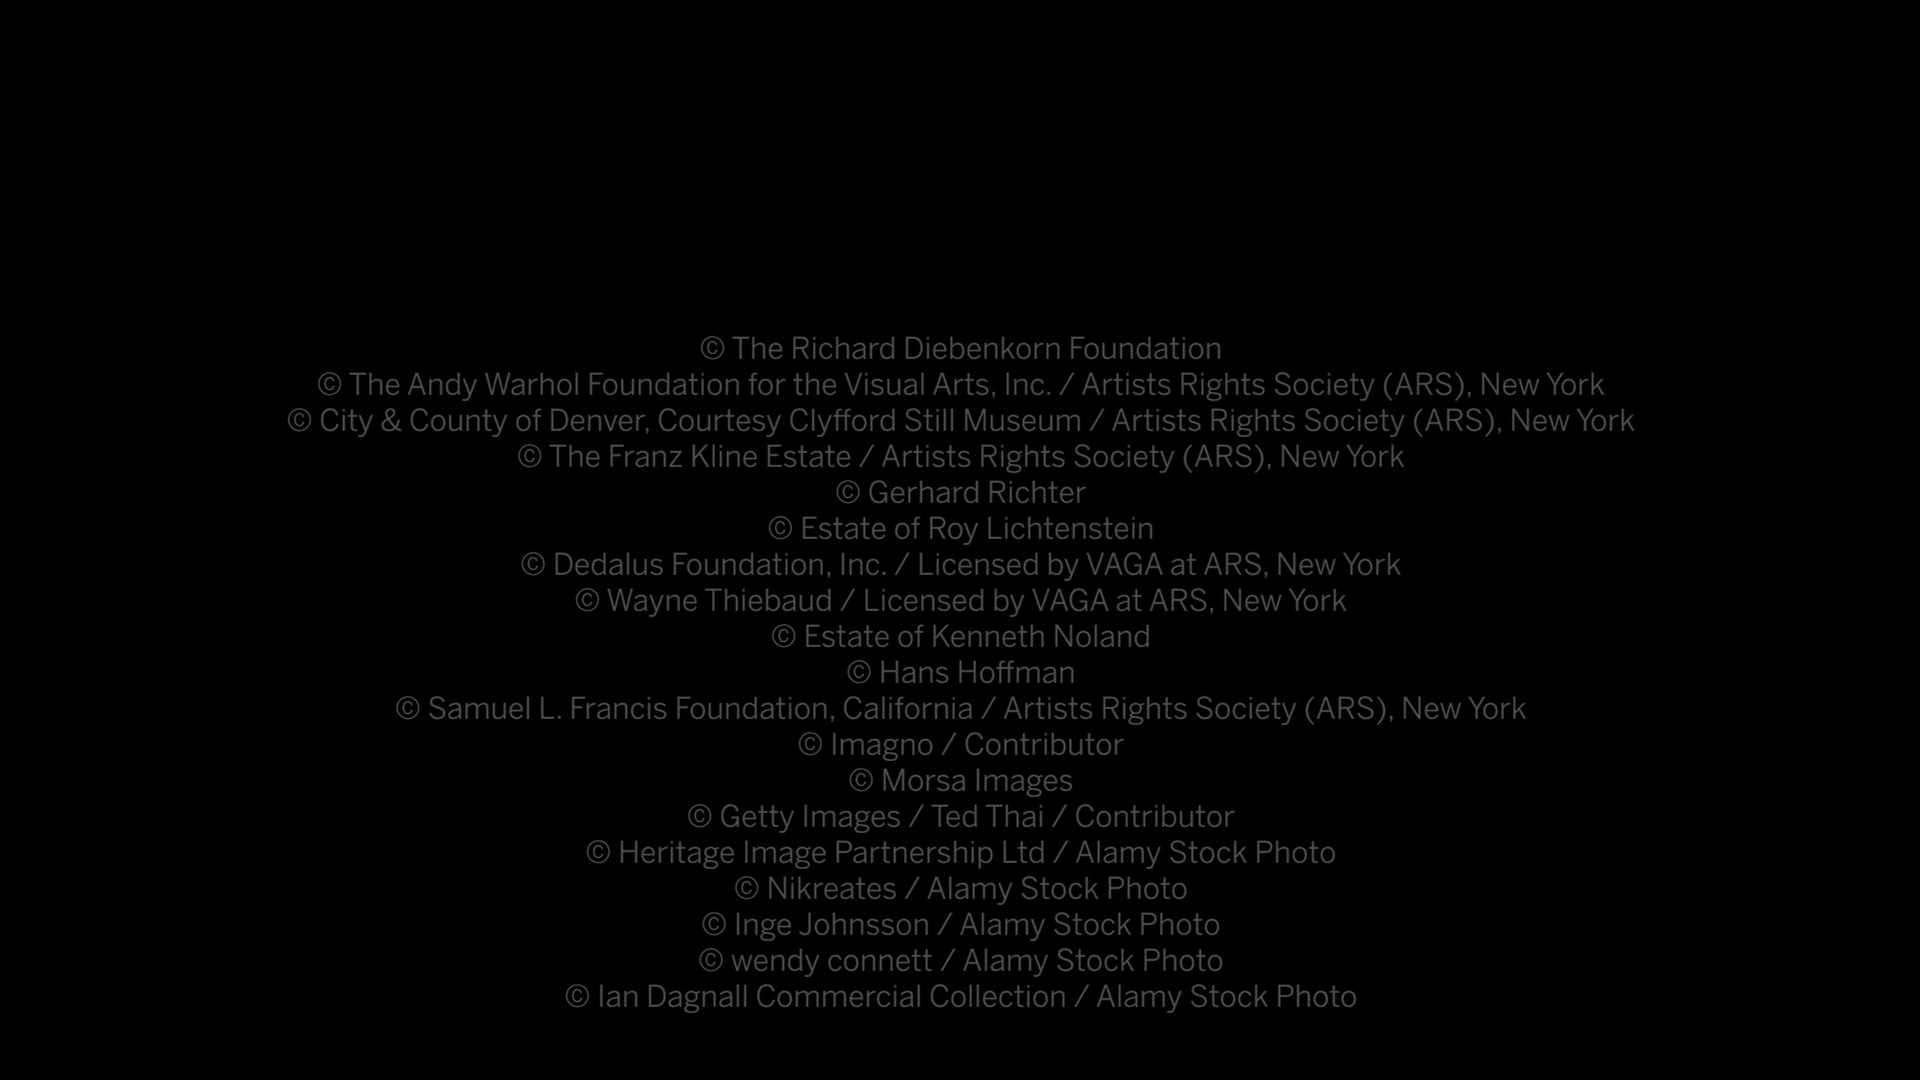 © The Richard Diebenkorn Foundation
© The Andy Warhol Foundation for the Visual Arts, Inc. / Artists Rights Society (ARS), New York
© City & County of Denver, Courtesy Clyfford Still Museum / Artists Rights Society (ARS), New York
© The Franz Kline Estate / Artists Rights Society (ARS), New York
© Gerhard Richter
© Estate of Roy Lichtenstein
© Dedalus Foundation, Inc. / Licensed by VAGA at ARS, New York
© Wayne Thiebaud / Licensed by VAGA at ARS, New York
© Estate of Kenneth Noland
© Hans Hoffman
© Samuel L. Francis Foundation, California / Artists Rights Society (ARS), New York
© Imagno / Contributor
© Morsa Images
© Getty Images / Ted Thai / Contributor
© Heritage Image Partnership Ltd / Alamy Stock Photo
© Nikreates / Alamy Stock Photo
© Inge Johnsson / Alamy Stock Photo
© wendy connett / Alamy Stock Photo
© Ian Dagnall Commercial Collection / Alamy Stock Photo